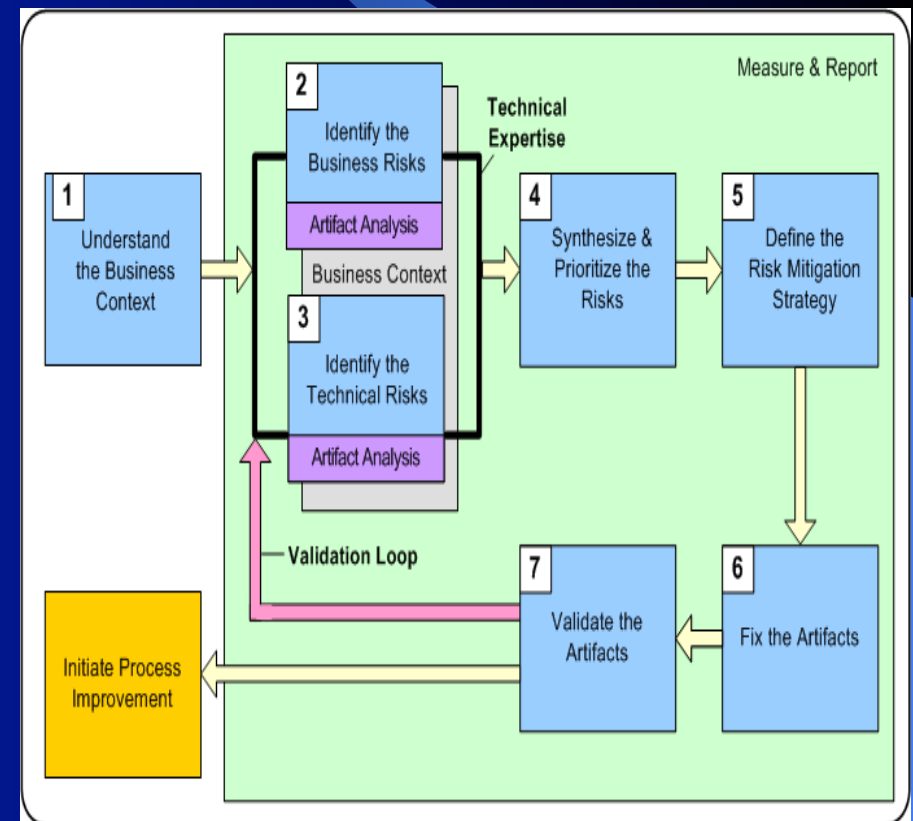 Measure & Report
1
Understand
the Business
Context
2
Identify the
Business Risks
Artifact Analysis
Business Context
3
Identify the
Technical Risks
Artifact Analysis
Technical
Expertise
4
Synthesize &
Prioritize the
Risks
5
Define the
Risk Mitigation
Strategy
6
Fix the Artifacts
7
Validate the
Artifacts
Validation Loop
Initiate Process
Improvement